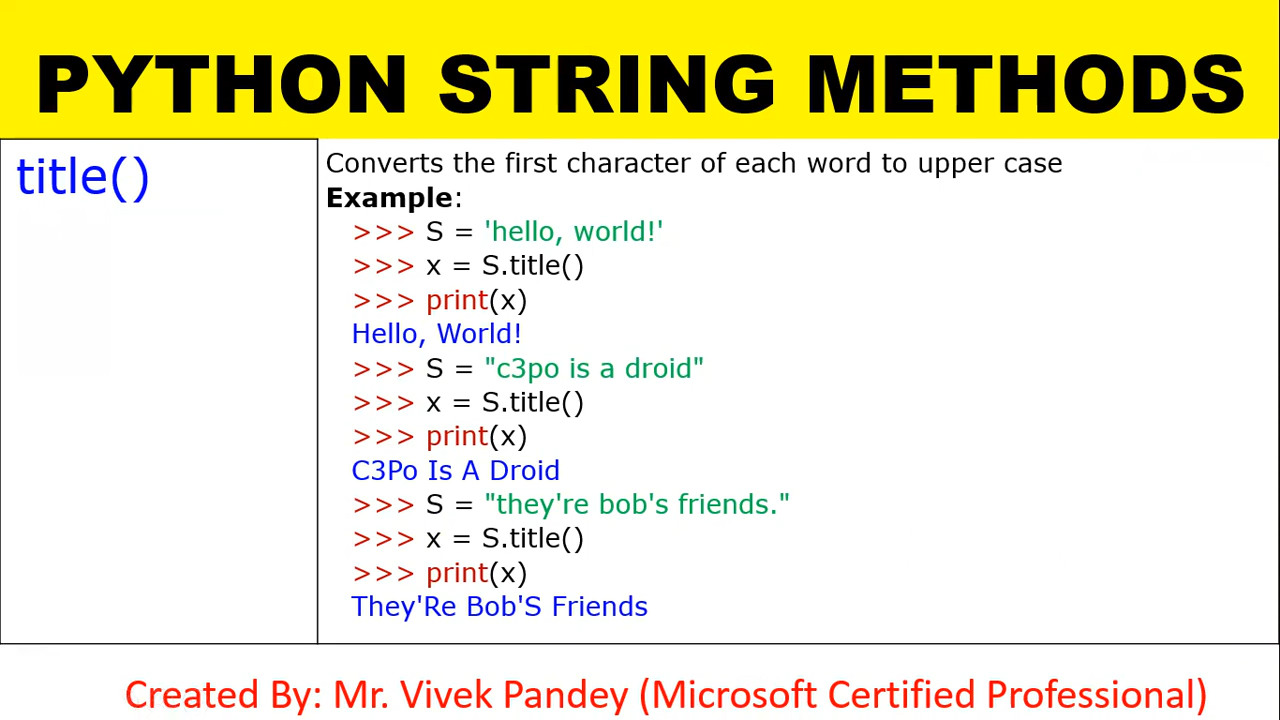 PYTHON STRING METHODS
title()
Converts the first character of each word to upper case
Example:
>>> S = 'hello, world!'
>>> x = S.title()
>>> print(x)
Hello, World!
>>> S = "c3po is a droid"
>>> x = S.title()
>>> print(x)
C3Po Is A Droid
>>> S = "they're bob's friends."
>>> x = S.title()
>>> print(x)
They'Re Bob'S Friends
Created By: Mr. Vivek Pandey (Microsoft Certified Professional)